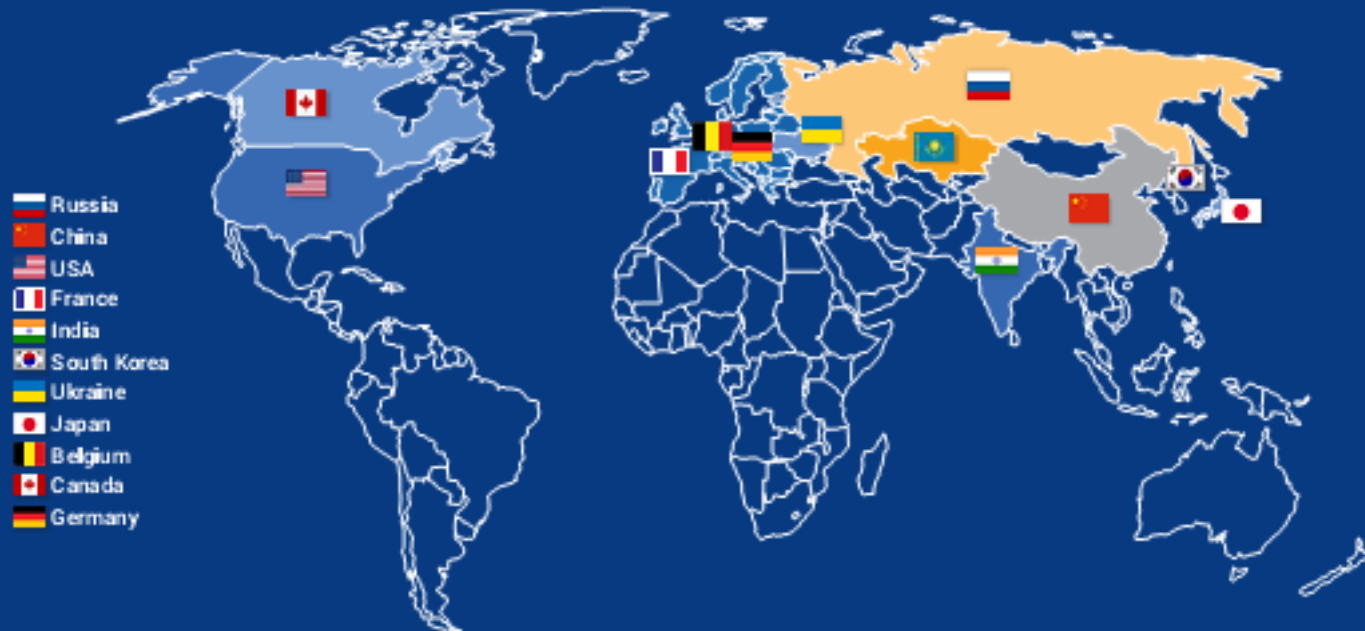 Russia
China
USA
France
India
South Korea
Ukraine
Japan
Belgium
Canada
Germany